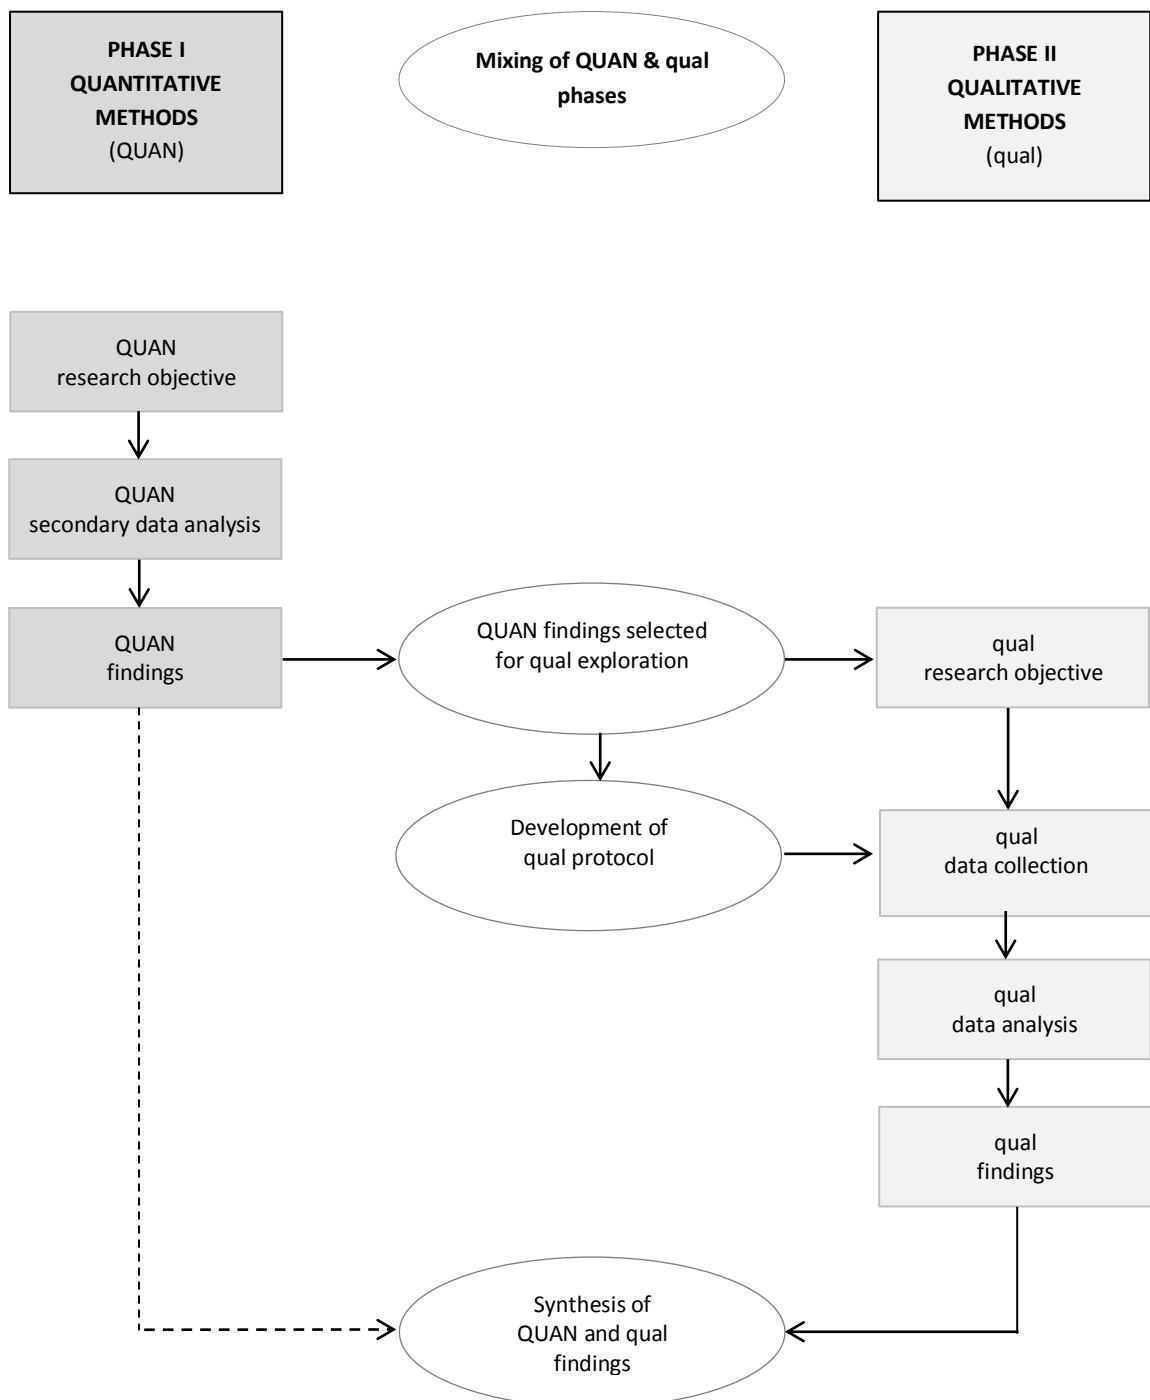 PHASE I
QUANTITATIVE
METHODS
(QUAN)
Mixing of QUAN & qual
phases
PHASE II
QUALITATIVE
METHODS
(qual)
QUAN
research objective
QUAN
secondary data analysis
QUAN
findings
QUAN findings selected
for qual exploration
qual
research objective
Development of
qual protocol
qual
data collection
qual
data analysis
qual
findings
Synthesis of
QUAN and qual
findings